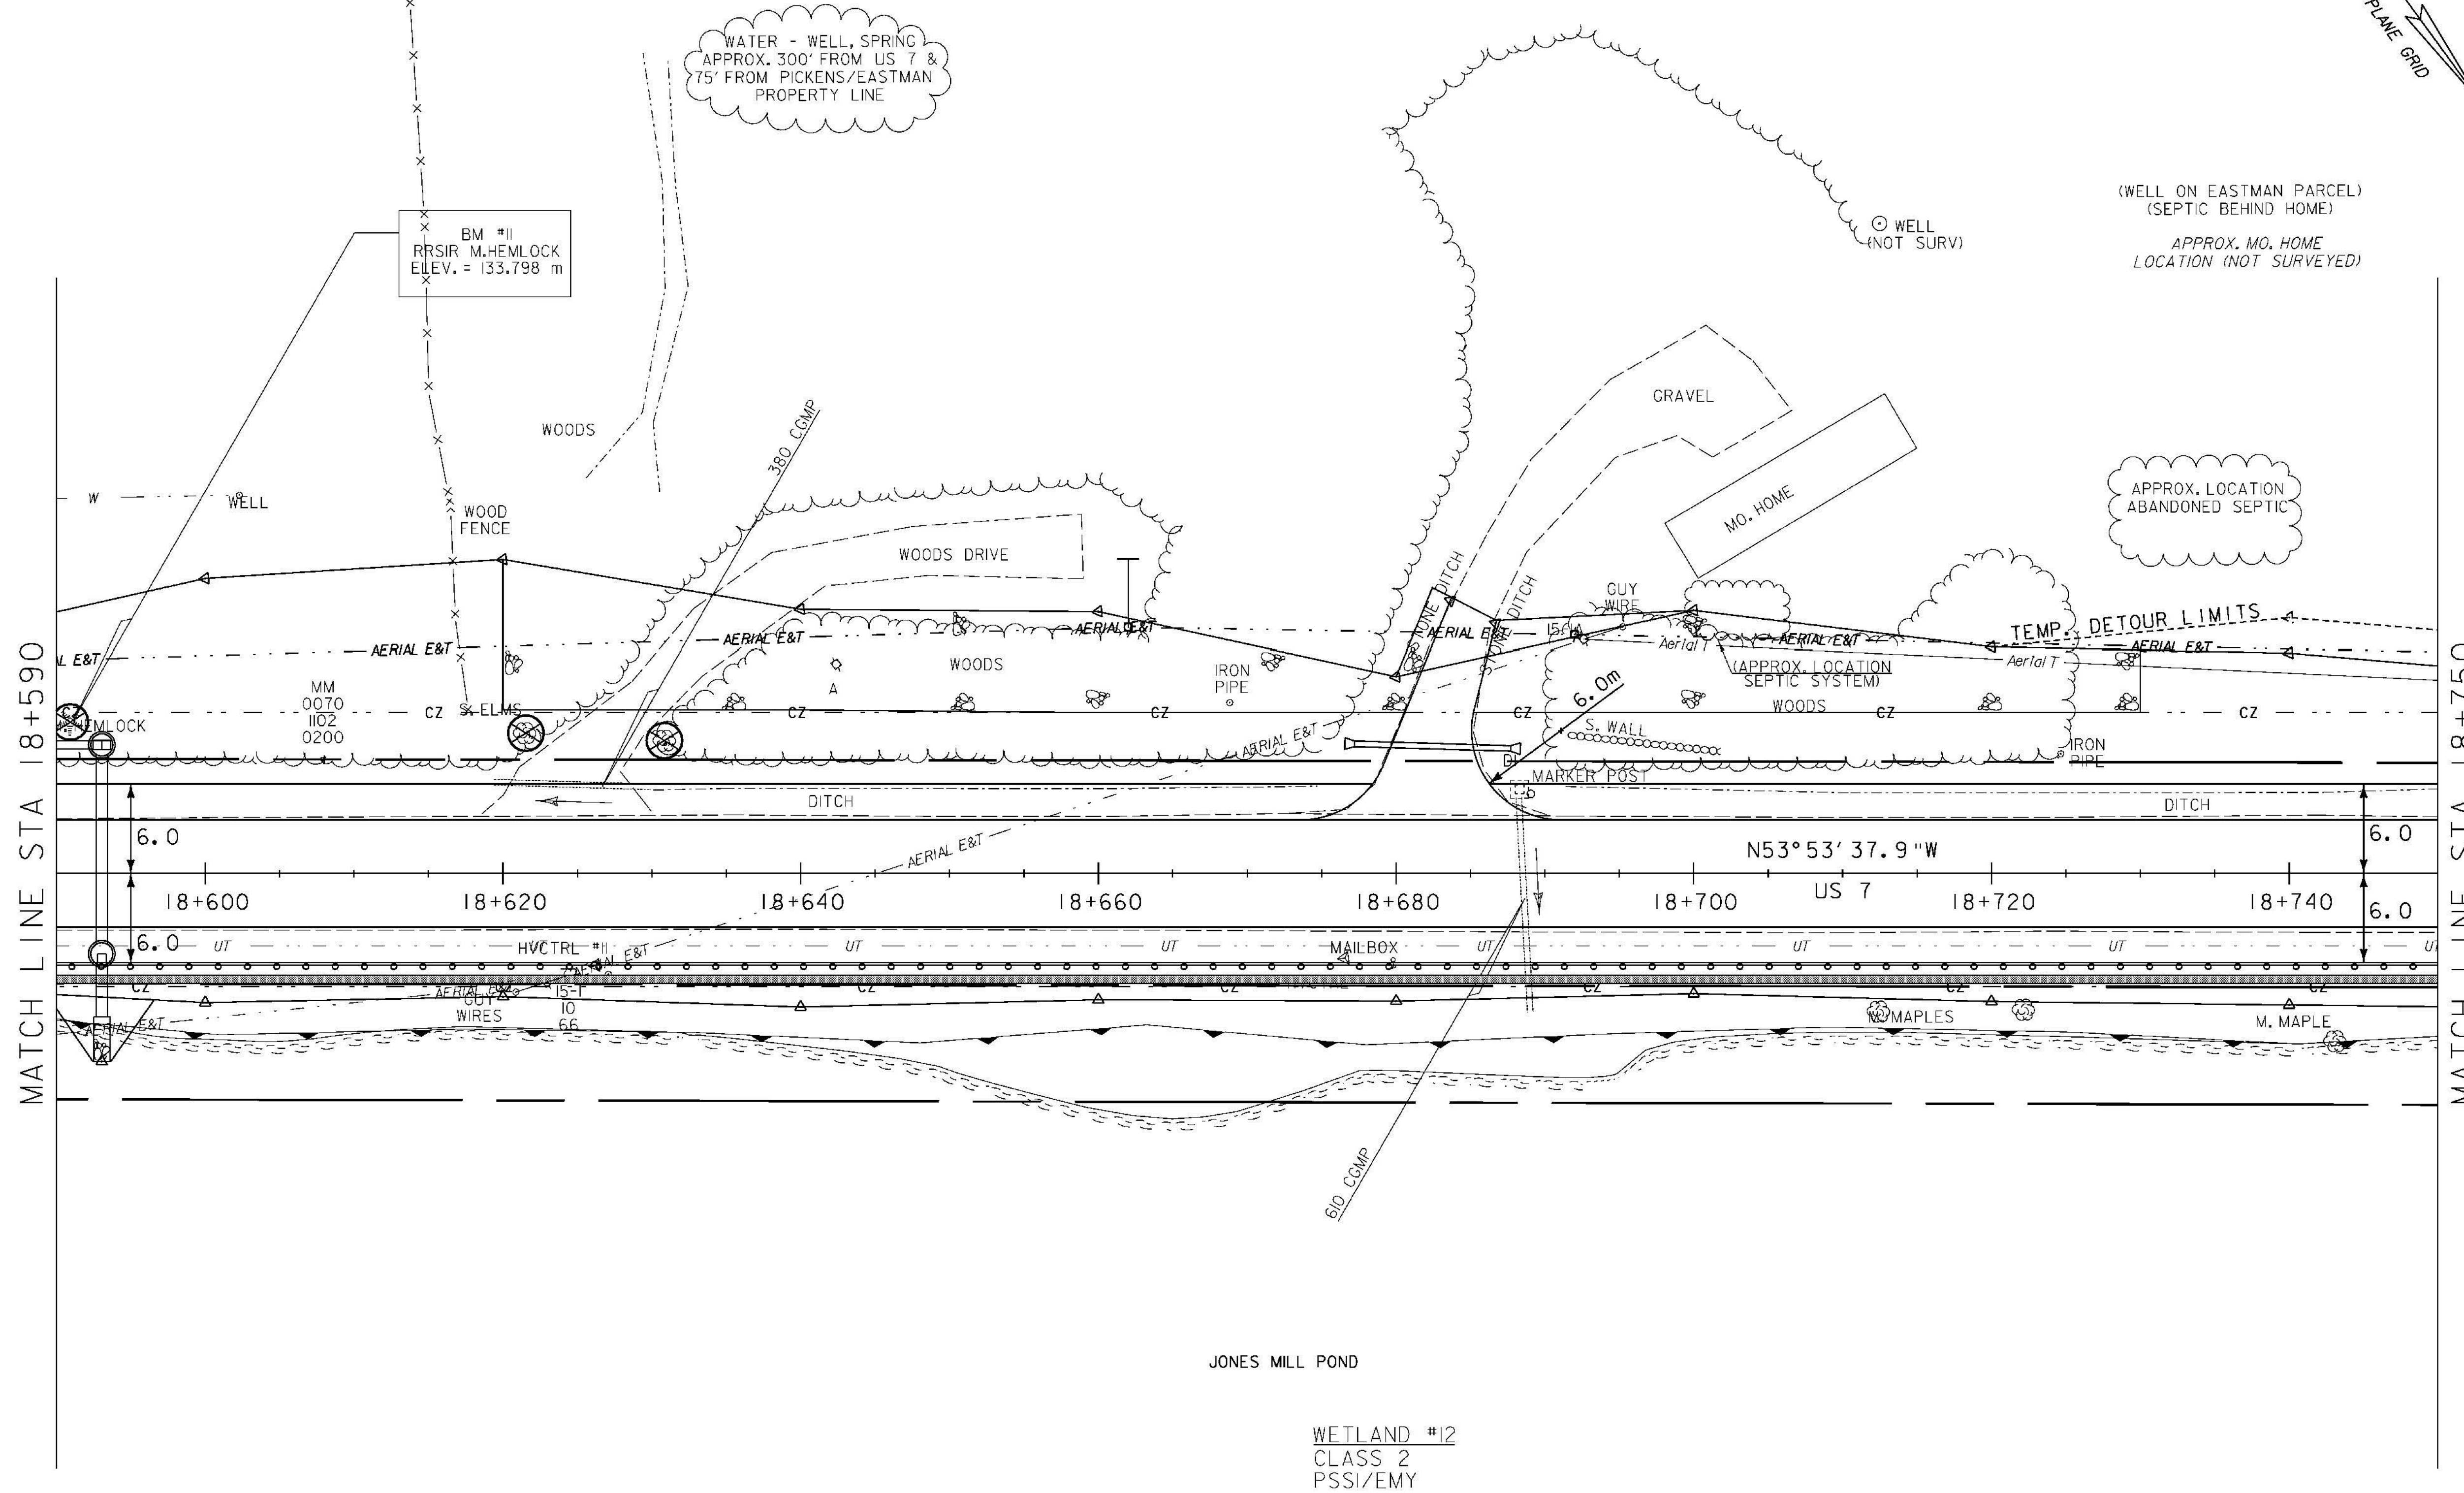 PLANE GRID
WATER - WELL, SPRING
APPROX. 300' FROM US 7 &
75' FROM PICKENS/EASTMAN
PROPERTY LINE
(WELL ON EASTMAN PARCEL)
(SEPTIC BEHIND HOME)
APPROX. MO. HOME
LOCATION (NOT SURVEYED)
WELL
(NOT SURV)
BM #11
RRSIR M.HEMLOCK
ELEV. = 133.798 m
GRAVEL
WOODS
380 CGMP
MO. HOME
APPROX. LOCATION
ABANDONED SEPTIC
W
WELL
WOOD
FENCE
WOODS DRIVE
STONE DITCH
STONE DITCH
GUY
WIRE
TEMP. DETOUR LIMITS
AERIAL E&T
AERIAL E&T
AERIAL E&T
AERIAL E&T
AERIAL E&T
AERIAL E&T
L E&T
Aerial T
Aerial T
WOODS
A
IRON
PIPE
(APPROX. LOCATION
SEPTIC SYSTEM)
WOODS
6.0m
S. WALL
MM
0070
1102
0200
CZ
S. ELMS
CZ
CZ
CZ
CZ
CZ
CZ
HEMLOCK
AERIAL E&T
IRON
PIPE
MARKER POST
DITCH
DITCH
6.0
6.0
AERIAL E&T
N53°53'37.9"W
US 7
18+600
18+620
18+640
18+660
18+680
18+700
18+720
18+740
6.0
6.0
UT
HVCTRL #11
UT
UT
MAILBOX
UT
UT
UT
AERIAL E&T
CZ
CZ
CZ
CZ
CZ
CZ
GUY
WIRES
15-T
10
66
AERIAL E&T
M. MAPLES
M. MAPLE
610 CGMP
MATCH LINE STA 18+590
MATCH LINE STA 18+750
JONES MILL POND
WETLAND #12
CLASS 2
PSS1/EMY